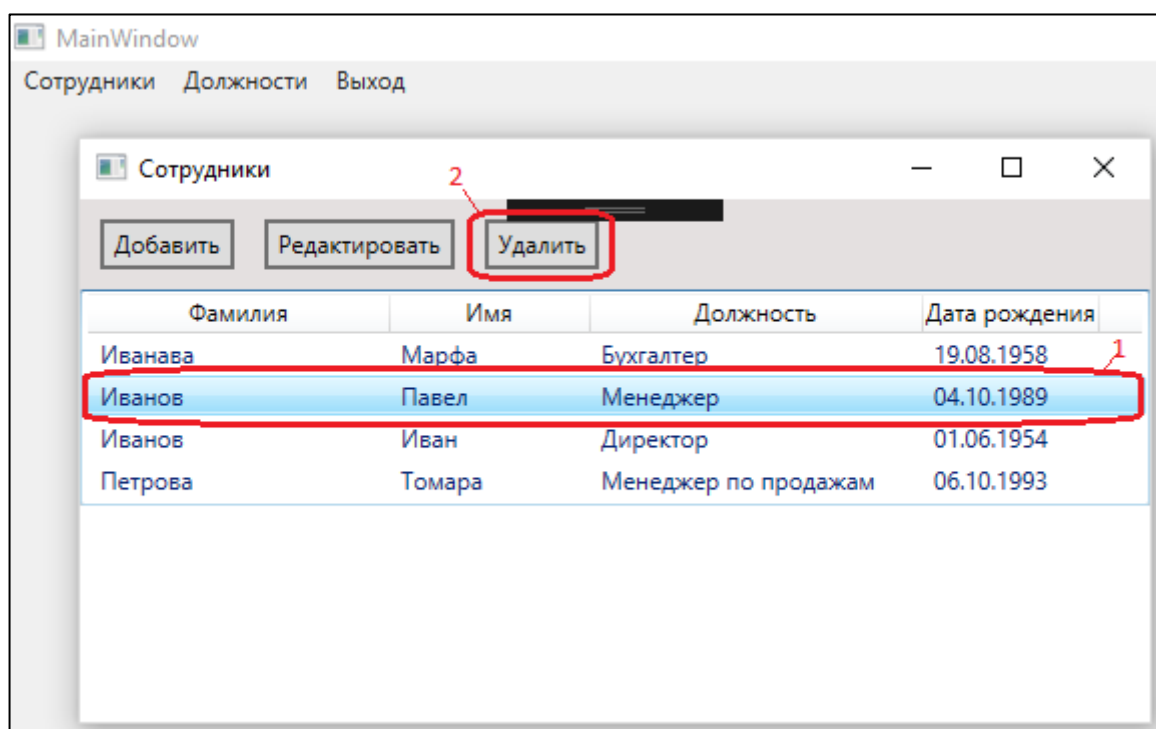 MainWindow
Сотрудники Должности Выход
Сотрудники
2
Добавить Редактировать Удалить
Фамилия Имя Должность Дата рождения
Иванава Марфа Бухгалтер 19.08.1958
1
Иванов Павел Менеджер 04.10.1989
Иванов Иван Директор 01.06.1954
Петрова Томара Менеджер по продажам 06.10.1993